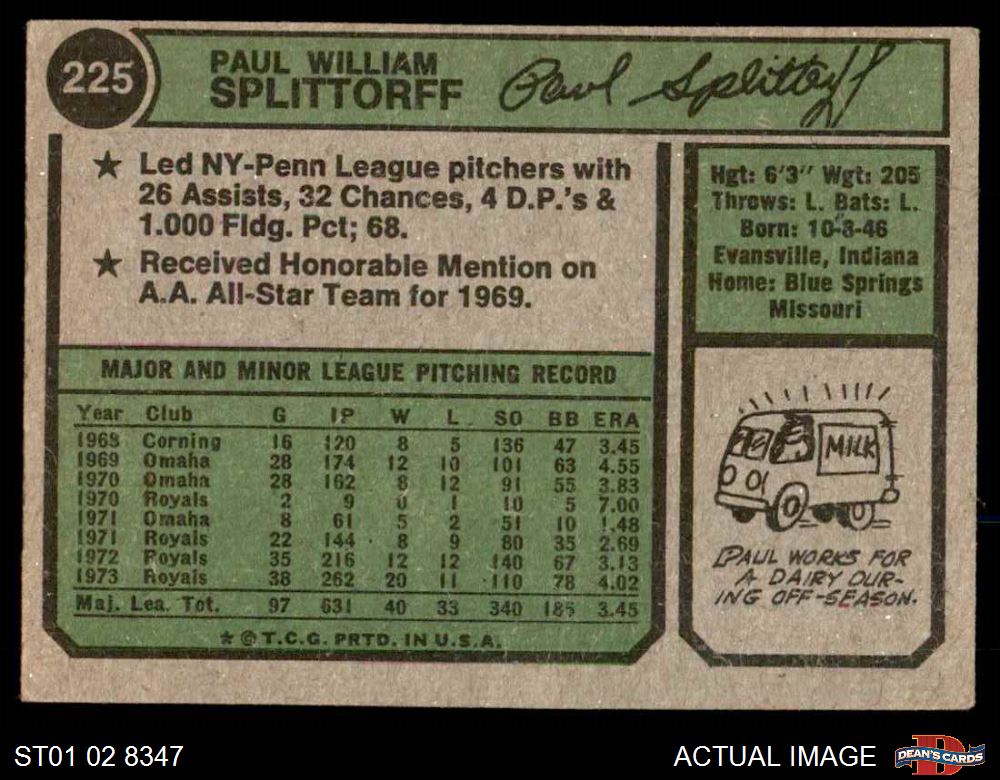 225
PAUL WILLIAM
SPLITTORFF
Paul Splittorff
★ Led NY-Penn League pitchers with
26 Assists, 32 Chances, 4 D.P.'s &
1.000 Fldg. Pct; 68.
★ Received Honorable Mention on
A.A. All-Star Team for 1969.
Hgt: 6'3" Wgt: 205
Throws: L. Bats: L.
Born: 10-8-46
Evansville, Indiana
Home: Blue Springs
Missouri
MAJOR AND MINOR LEAGUE PITCHING RECORD
Year Club G IP W L SO BB ERA
1968 Corning 16 120 8 5 136 47 3.45
1969 Omaha 28 174 12 10 101 63 4.55
1970 Omaha 28 162 8 12 91 55 3.83
1970 Royals 2 9 0 1 10 5 7.00
1971 Omaha 8 61 5 2 51 10 1.48
1971 Royals 22 144 8 9 80 35 2.69
1972 Royals 35 216 12 12 140 67 3.13
1973 Royals 38 262 20 11 110 78 4.02
Maj. Lea. Tot. 97 631 40 33 340 185 3.45
★ © T.C.G. PRTD. IN U.S.A.
MILK
PAUL WORKS FOR
A DAIRY DUR-
ING OFF-SEASON.
ST01 02 8347
ACTUAL IMAGE
D
DEAN'S CARDS